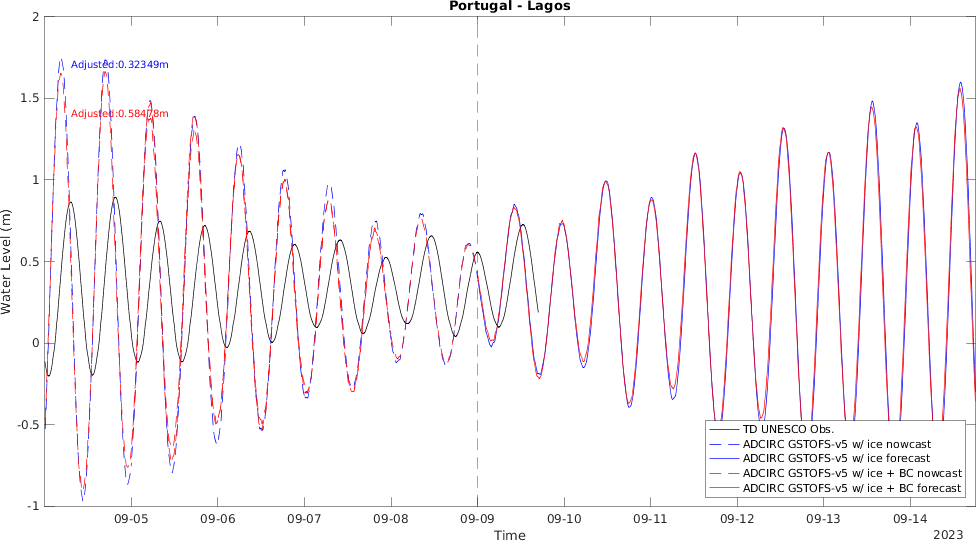 Portugal - Lagos
2
Adjusted:0.32349m
1.5
Adjusted:0.58478m
1
0.5
0
-0.5
-1
Water Level (m)
TD UNESCO Obs.
ADCIRC GSTOFS-v5 w/ ice nowcast
ADCIRC GSTOFS-v5 w/ ice forecast
ADCIRC GSTOFS-v5 w/ ice + BC nowcast
ADCIRC GSTOFS-v5 w/ ice + BC forecast
09-05 09-06 09-07 09-08 09-09 09-10 09-11 09-12 09-13 09-14
Time
2023